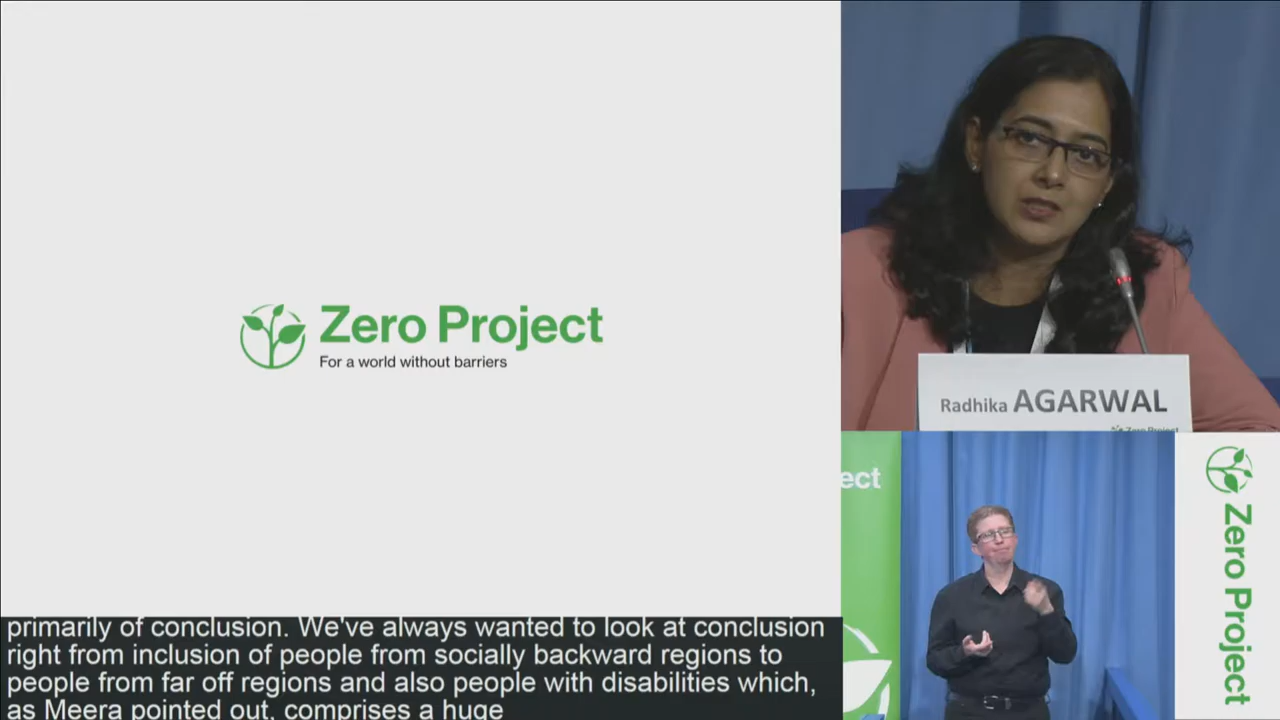 Zero Project
For a world without barriers
primarily of conclusion. We've always wanted to look at conclusion
right from inclusion of people from socially backward regions to
people from far off regions and also people with disabilities which,
as Meera pointed out, comprises a huge
Radhika AGARWAL
Zero Project
ect
Zero Project